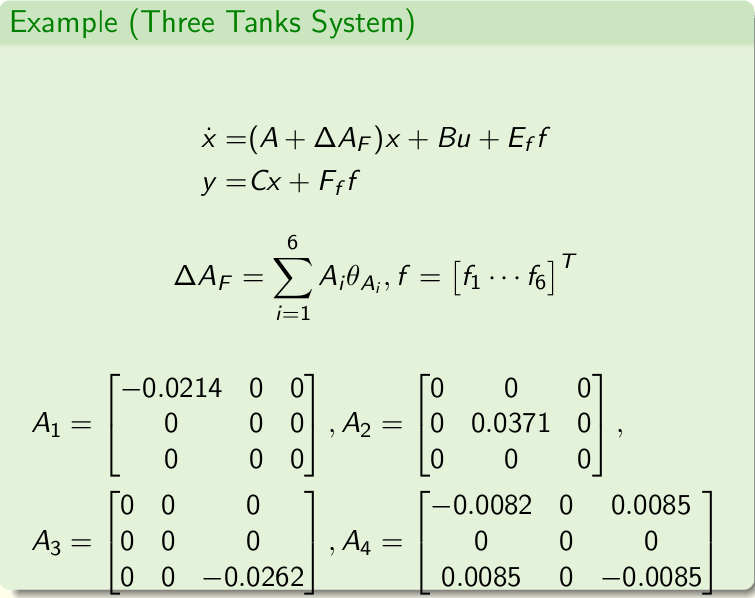 Example (Three Tanks System)
ẋ =(A + ΔA_F)x + Bu + E_f f
y =Cx + F_f f
ΔA_F = ∑_{i=1}^{6} A_i θ_{A_i}, f = [f_1 ⋯ f_6]^T
A_1 = [−0.0214 0 0; 0 0 0; 0 0 0], A_2 = [0 0 0; 0 0.0371 0; 0 0 0],
A_3 = [0 0 0; 0 0 0; 0 0 −0.0262], A_4 = [−0.0082 0 0.0085; 0 0 0; 0.0085 0 −0.0085]